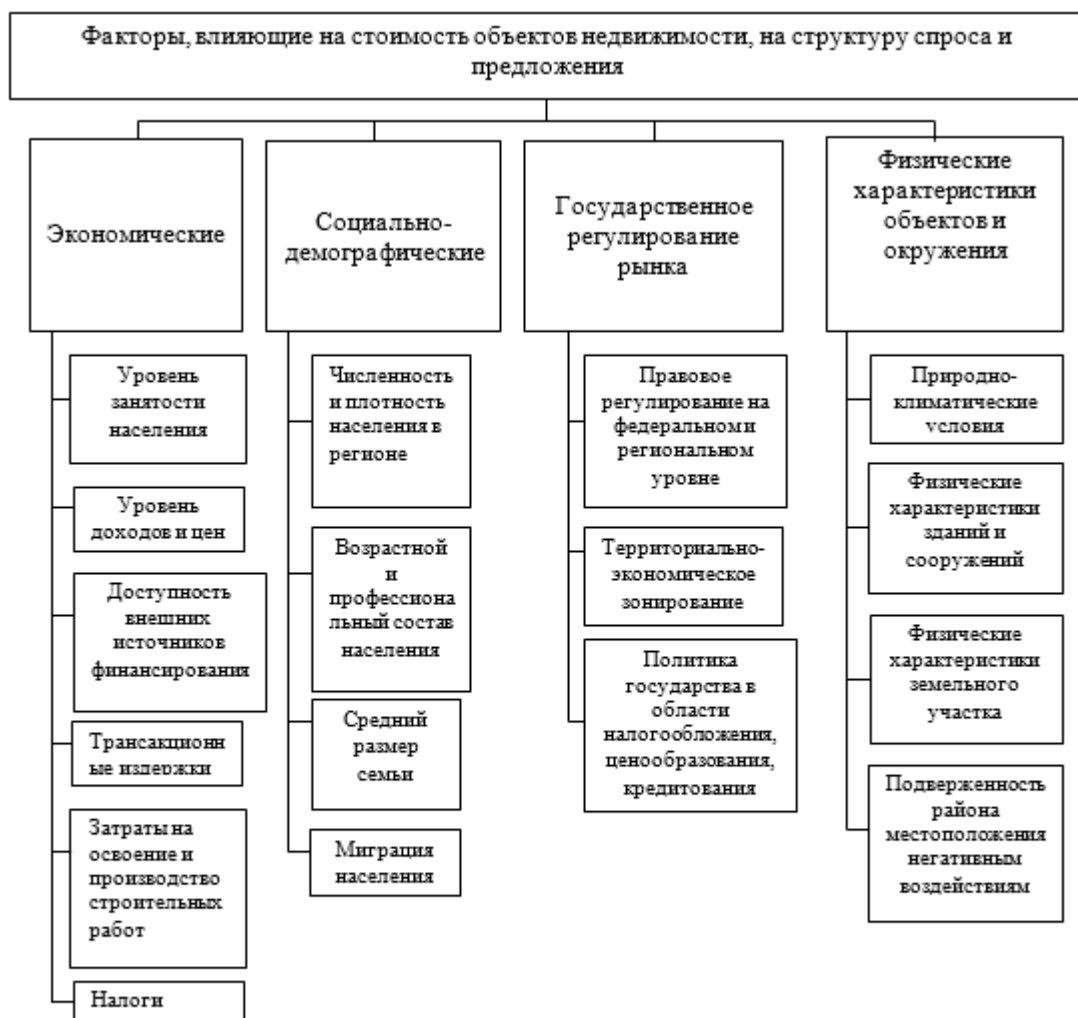 Факторы, влияющие на стоимость объектов недвижимости, на структуру спроса и
предложения
Экономические
Социально-
демографические
Государственное
регулирование
рынка
Физические
характеристики
объектов и
окружения
Уровень
занятости
населения
Уровень
доходов и цен
Доступность
внешних
источников
финансирования
Трансакционн
ые издержки
Затраты на
освоение и
производство
строительных
работ
Налоги
Численность
и плотность
населения в
регионе
Возрастной
и
профессиона
льный состав
населения
Средний
размер
семьи
Миграция
населения
Правовое
регулирование на
федеральном и
региональном
уровне
Территориально-
экономическое
зонирование
Политика
государства в
области
налогообложения,
ценообразования,
кредитования
Природно-
климатические
условия
Физические
характеристики
зданий и
сооружений
Физические
характеристики
земельного
участка
Подверженность
района
местоположения
негативным
воздействиям